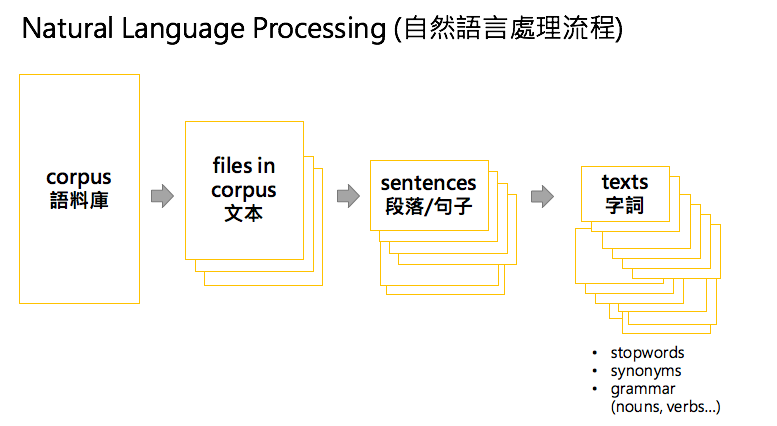 Natural Language Processing (自然語言處理流程)
corpus
語料庫
files in
corpus
文本
sentences
段落/句子
texts
字詞
• stopwords
• synonyms
• grammar
(nouns, verbs...)